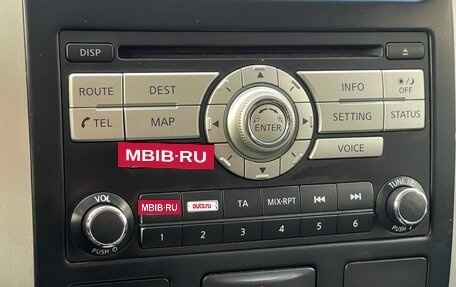 DISP
ROUTE DEST INFO OFF
TEL MAP ENTER SETTING STATUS
MBIB-RU VOICE
VOL MBIB-RU auto.ru TA MIX-RPT TUNE
PUSH 1 2 3 4 5 6 PUSH